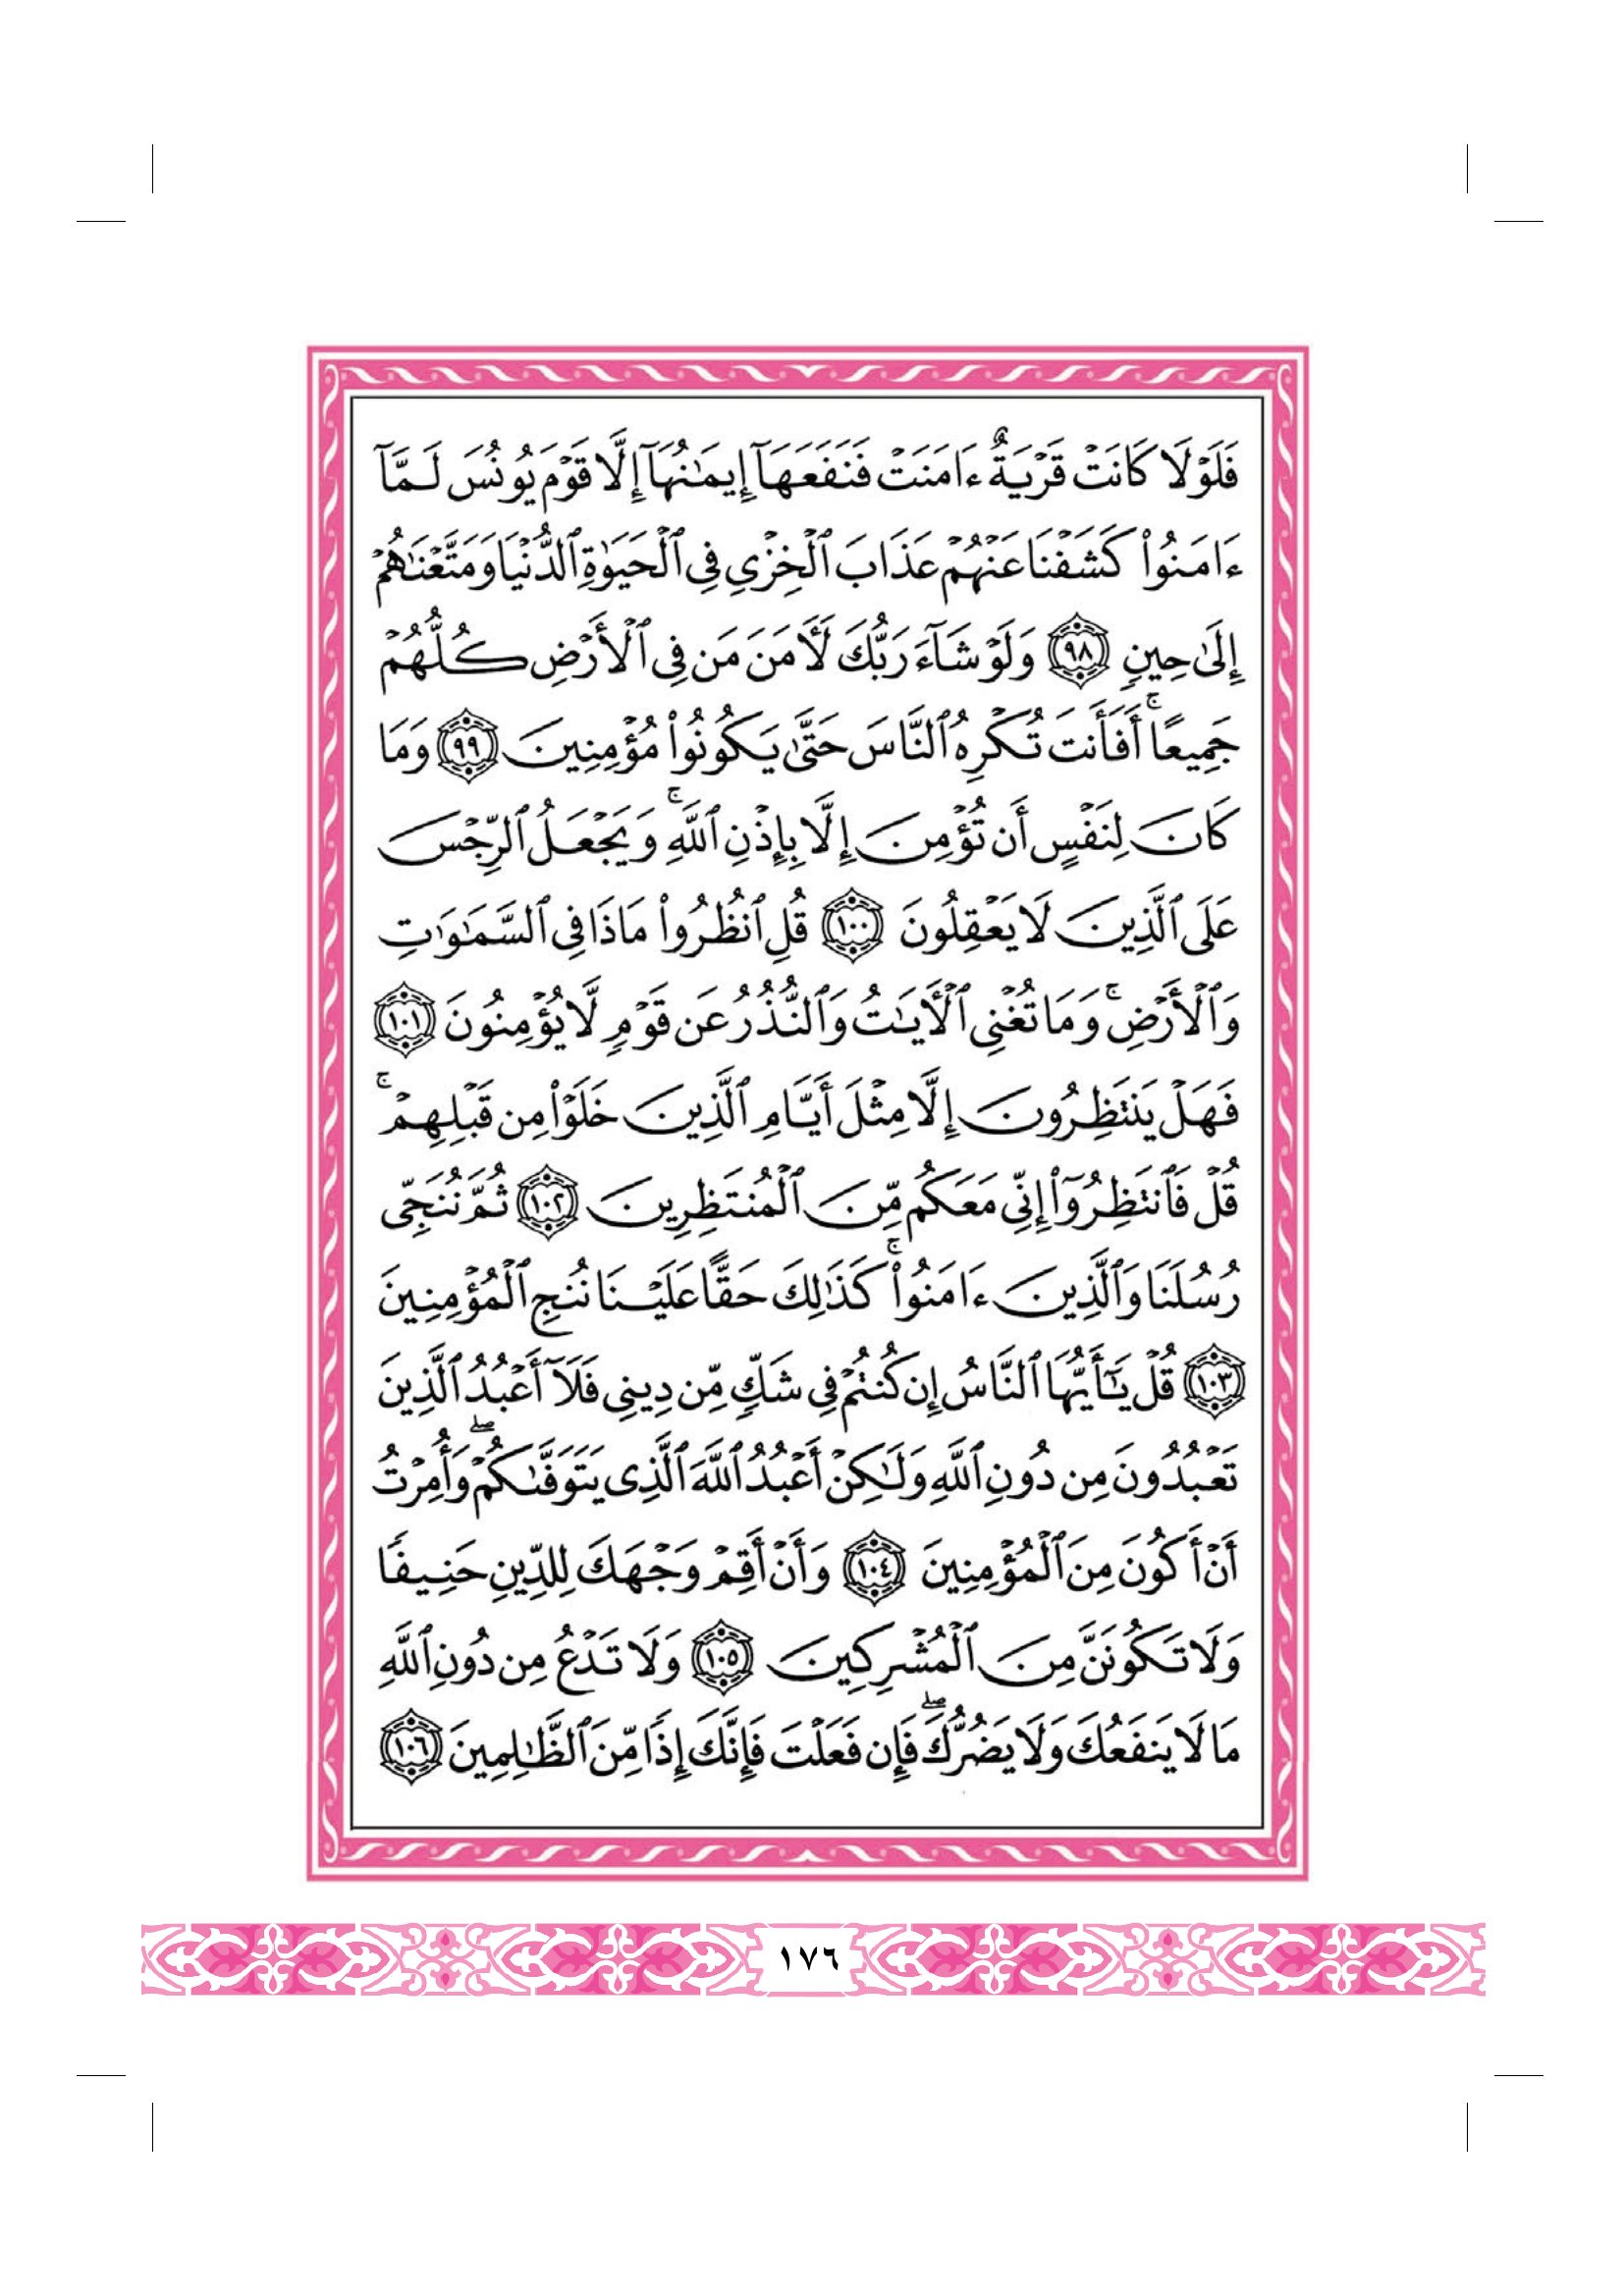 فَلَوۡلَا كَانَتۡ قَرۡيَةٌ ءَامَنَتۡ فَنَفَعَهَآ إِيمَٰنُهَآ إِلَّا قَوۡمَ يُونُسَ لَمَّآ
ءَامَنُواْ كَشَفۡنَا عَنۡهُمۡ عَذَابَ ٱلۡخِزۡيِ فِي ٱلۡحَيَوٰةِ ٱلدُّنۡيَا وَمَتَّعۡنَٰهُمۡ
إِلَىٰ حِينٖ ٩٨ وَلَوۡ شَآءَ رَبُّكَ لَأٓمَنَ مَن فِي ٱلۡأَرۡضِ كُلُّهُمۡ
جَمِيعًاۚ أَفَأَنتَ تُكۡرِهُ ٱلنَّاسَ حَتَّىٰ يَكُونُواْ مُؤۡمِنِينَ ٩٩ وَمَا
كَانَ لِنَفۡسٍ أَن تُؤۡمِنَ إِلَّا بِإِذۡنِ ٱللَّهِۚ وَيَجۡعَلُ ٱلرِّجۡسَ
عَلَى ٱلَّذِينَ لَا يَعۡقِلُونَ ١٠٠ قُلِ ٱنظُرُواْ مَاذَا فِي ٱلسَّمَٰوَٰتِ
وَٱلۡأَرۡضِۚ وَمَا تُغۡنِي ٱلۡأٓيَٰتُ وَٱلنُّذُرُ عَن قَوۡمٖ لَّا يُؤۡمِنُونَ ١٠١
فَهَلۡ يَنتَظِرُونَ إِلَّا مِثۡلَ أَيَّامِ ٱلَّذِينَ خَلَوۡاْ مِن قَبۡلِهِمۡۚ
قُلۡ فَٱنتَظِرُوٓاْ إِنِّي مَعَكُم مِّنَ ٱلۡمُنتَظِرِينَ ١٠٢ ثُمَّ نُنَجِّي
رُسُلَنَا وَٱلَّذِينَ ءَامَنُواْۚ كَذَٰلِكَ حَقًّا عَلَيۡنَا نُنجِ ٱلۡمُؤۡمِنِينَ
١٠٣ قُلۡ يَٰٓأَيُّهَا ٱلنَّاسُ إِن كُنتُمۡ فِي شَكّٖ مِّن دِينِي فَلَآ أَعۡبُدُ ٱلَّذِينَ
تَعۡبُدُونَ مِن دُونِ ٱللَّهِ وَلَٰكِنۡ أَعۡبُدُ ٱللَّهَ ٱلَّذِي يَتَوَفَّىٰكُمۡۖ وَأُمِرۡتُ
أَنۡ أَكُونَ مِنَ ٱلۡمُؤۡمِنِينَ ١٠٤ وَأَنۡ أَقِمۡ وَجۡهَكَ لِلدِّينِ حَنِيفٗا
وَلَا تَكُونَنَّ مِنَ ٱلۡمُشۡرِكِينَ ١٠٥ وَلَا تَدۡعُ مِن دُونِ ٱللَّهِ
مَا لَا يَنفَعُكَ وَلَا يَضُرُّكَۖ فَإِن فَعَلۡتَ فَإِنَّكَ إِذٗا مِّنَ ٱلظَّٰلِمِينَ ١٠٦
١٧٦